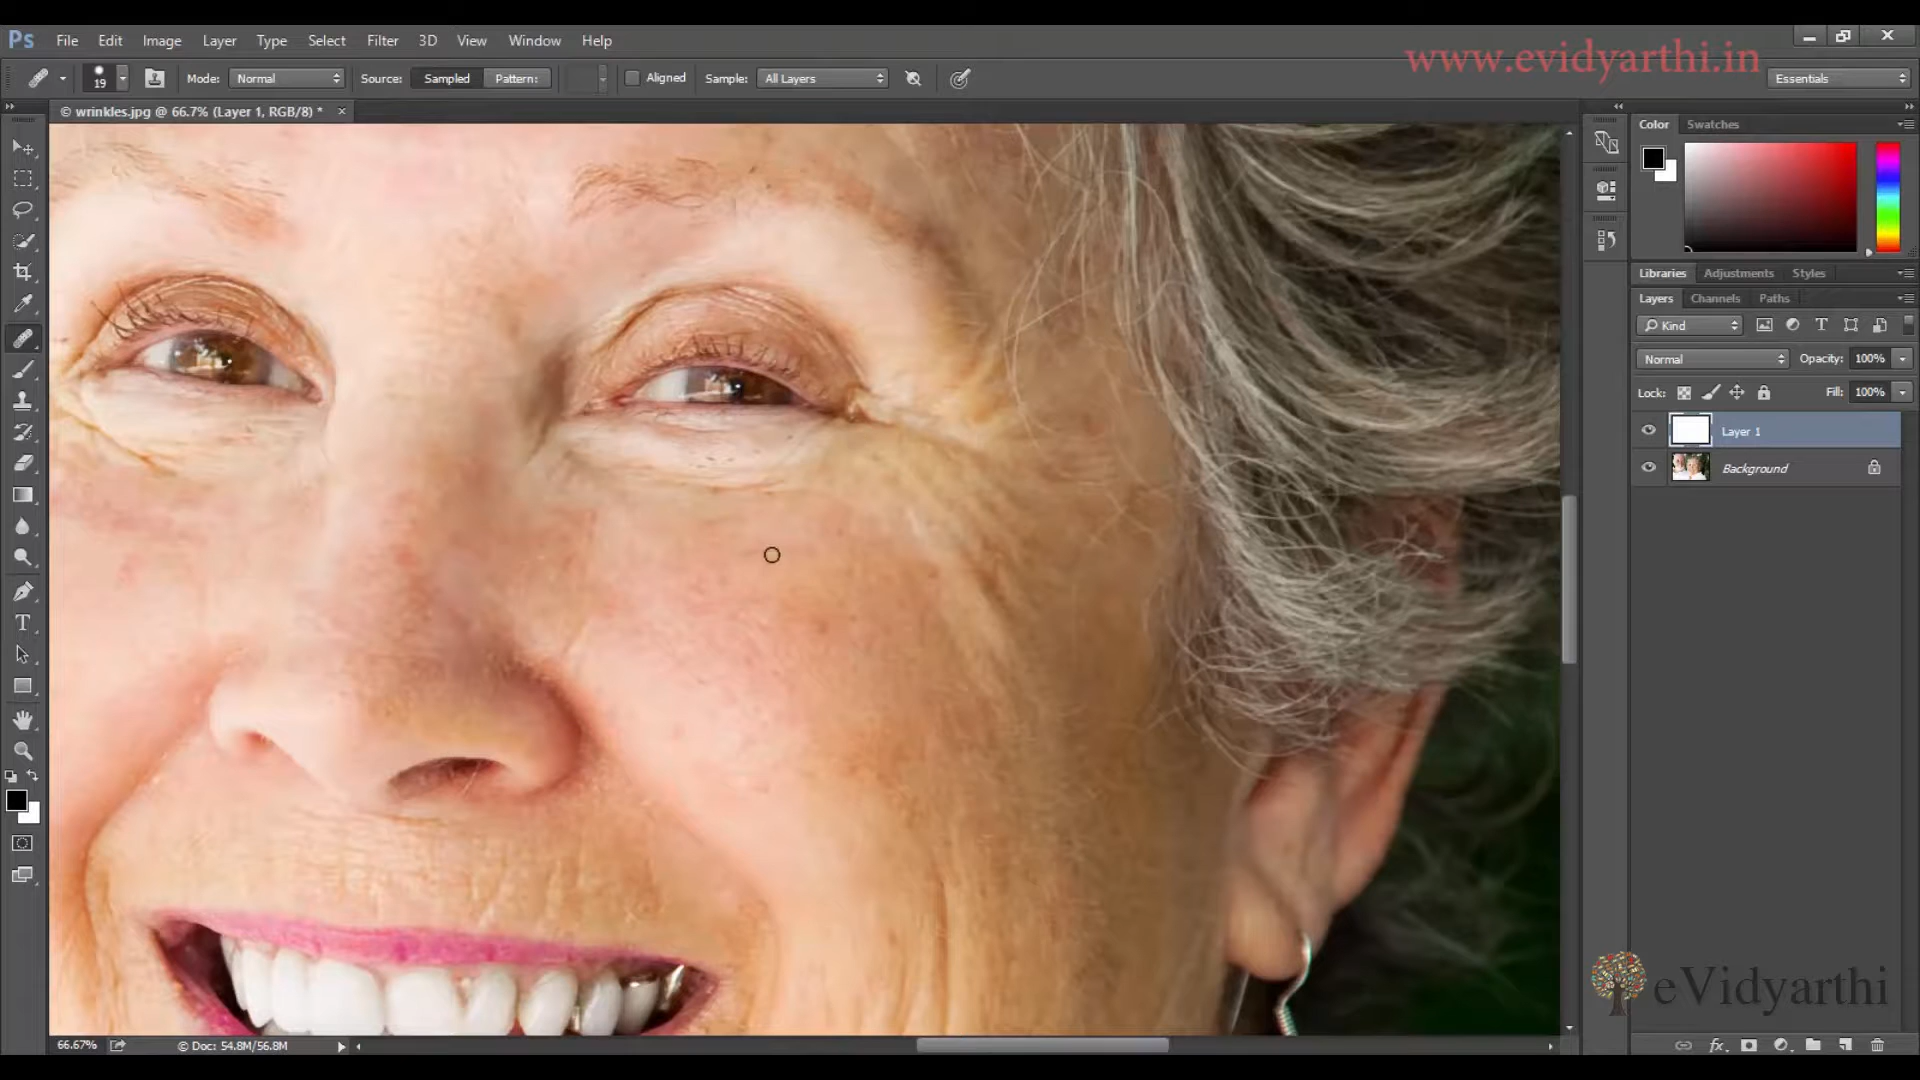 Ps File Edit Image Layer Type Select Filter 3D View Window Help
www.evidyarthi.in
19 Mode: Normal Source: Sampled Pattern: Aligned Sample: All Layers Essentials
© wrinkles.jpg @ 66.7% (Layer 1, RGB/8) *
Color Swatches
Libraries Adjustments Styles
Layers Channels Paths
Kind
Normal Opacity: 100%
Lock: Fill: 100%
Layer 1
Background
eVidyarthi
66.67% © Doc: 54.8M/56.8M
fx